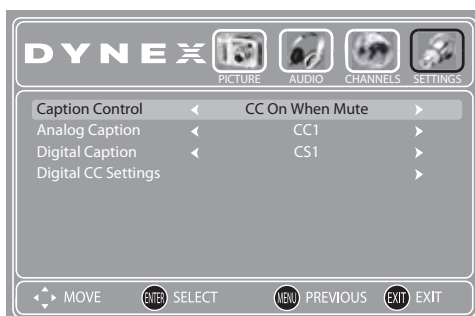 DYNEX
PICTURE AUDIO CHANNELS SETTINGS
Caption Control CC On When Mute
Analog Caption CC1
Digital Caption CS1
Digital CC Settings
MOVE ENTER SELECT MENU PREVIOUS EXIT EXIT